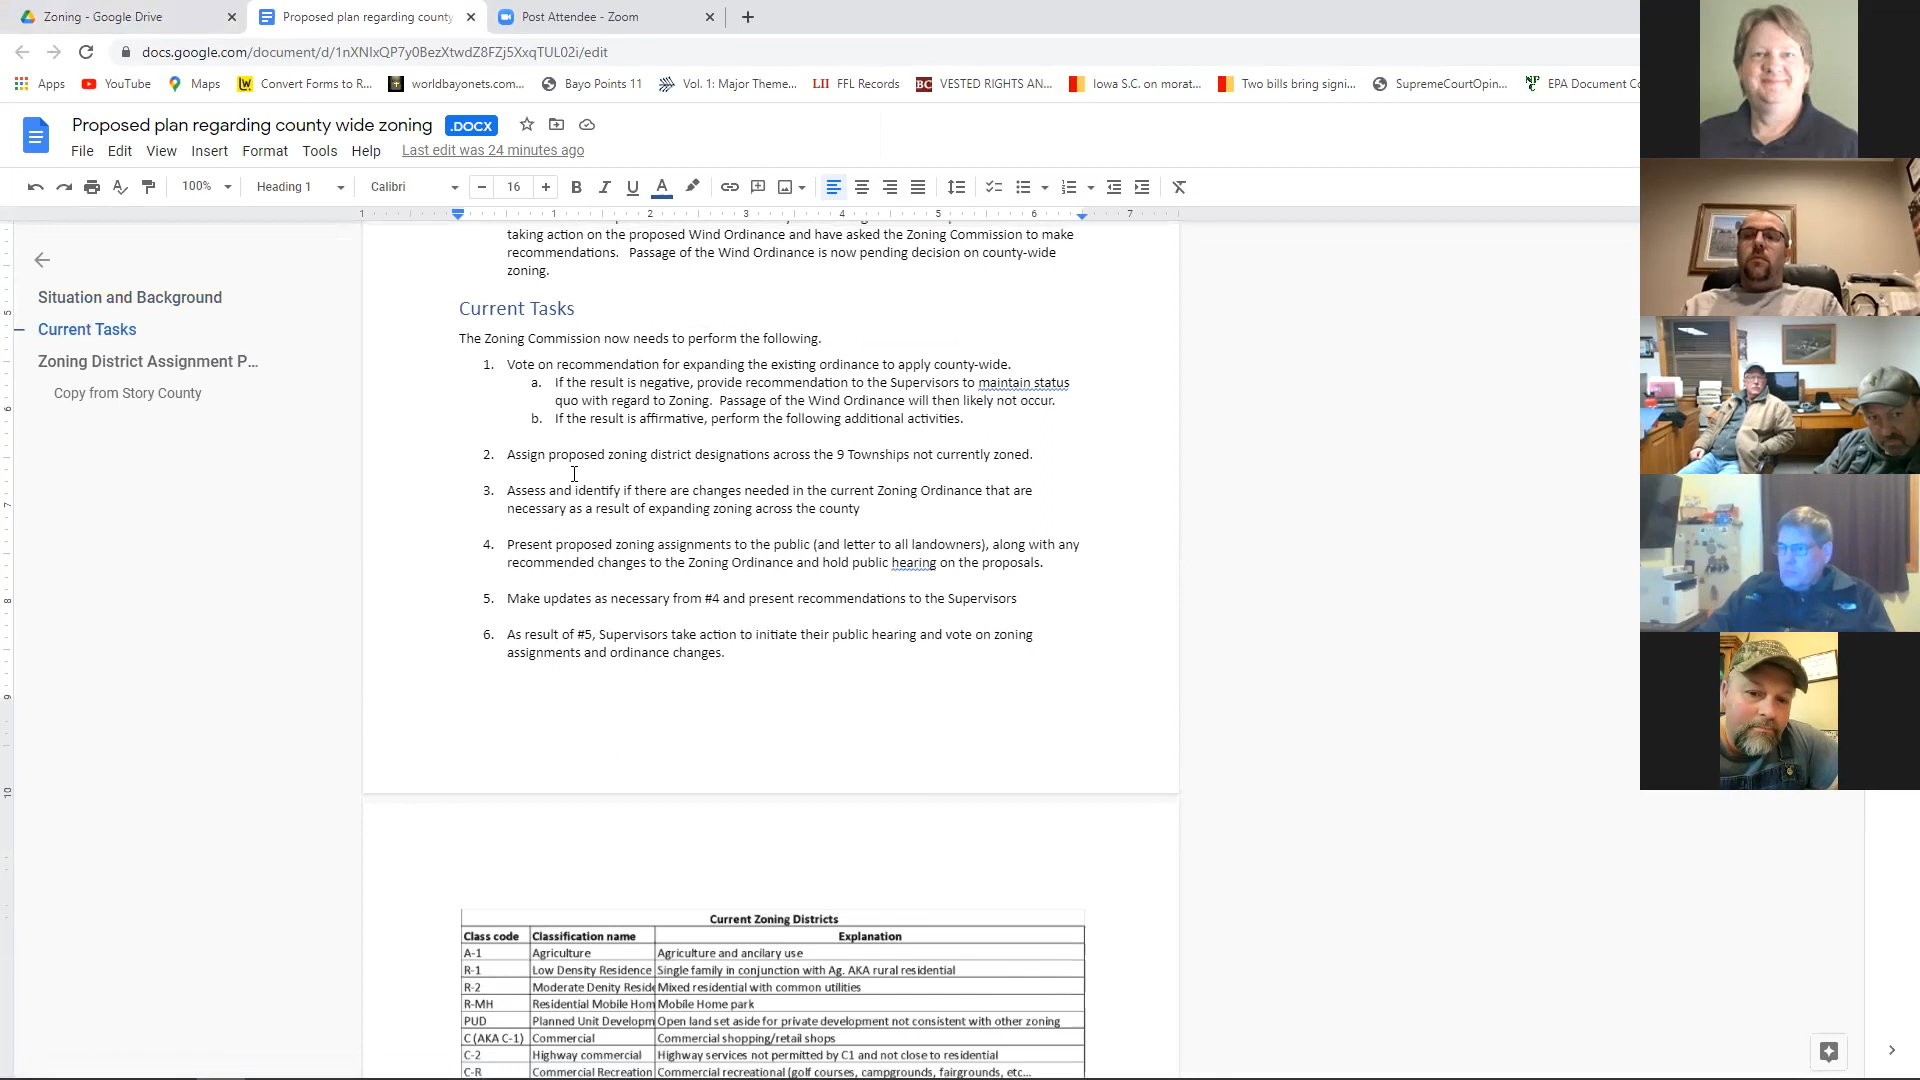 Zoning - Google Drive
Proposed plan regarding county
Post Attendee - Zoom
docs.google.com/document/d/1nXNIxQP7y0BezXtwdZ8FZj5XxqTUL02i/edit
Apps YouTube Maps Convert Forms to R... worldbayonets.com... Bayo Points 11 Vol. 1: Major Theme... LII FFL Records BC VESTED RIGHTS AN... Iowa S.C. on morat... Two bills bring signi... SupremeCourtOpin... EPA Document Co
Proposed plan regarding county wide zoning .DOCX
File Edit View Insert Format Tools Help Last edit was 24 minutes ago
100% Heading 1 Calibri 16 B I U A
1 1 2 3 4 5 6 7
Situation and Background
Current Tasks
Zoning District Assignment P...
Copy from Story County
taking action on the proposed Wind Ordinance and have asked the Zoning Commission to make
recommendations. Passage of the Wind Ordinance is now pending decision on county-wide
zoning.
Current Tasks
The Zoning Commission now needs to perform the following.
1. Vote on recommendation for expanding the existing ordinance to apply county-wide.
a. If the result is negative, provide recommendation to the Supervisors to maintain status
quo with regard to Zoning. Passage of the Wind Ordinance will then likely not occur.
b. If the result is affirmative, perform the following additional activities.
2. Assign proposed zoning district designations across the 9 Townships not currently zoned.
3. Assess and identify if there are changes needed in the current Zoning Ordinance that are
necessary as a result of expanding zoning across the county
4. Present proposed zoning assignments to the public (and letter to all landowners), along with any
recommended changes to the Zoning Ordinance and hold public hearing on the proposals.
5. Make updates as necessary from #4 and present recommendations to the Supervisors
6. As result of #5, Supervisors take action to initiate their public hearing and vote on zoning
assignments and ordinance changes.
Current Zoning Districts
Class code Classification name Explanation
A-1 Agriculture Agriculture and ancilary use
R-1 Low Density Residence Single family in conjunction with Ag. AKA rural residential
R-2 Moderate Denity Reside Mixed residential with common utilities
R-MH Residential Mobile Hom Mobile Home park
PUD Planned Unit Developm Open land set aside for private development not consistent with other zoning
C (AKA C-1) Commercial Commercial shopping/retail shops
C-2 Highway commercial Highway services not permitted by C1 and not close to residential
C-R Commercial Recreation Commercial recreational (golf courses, campgrounds, fairgrounds, etc...